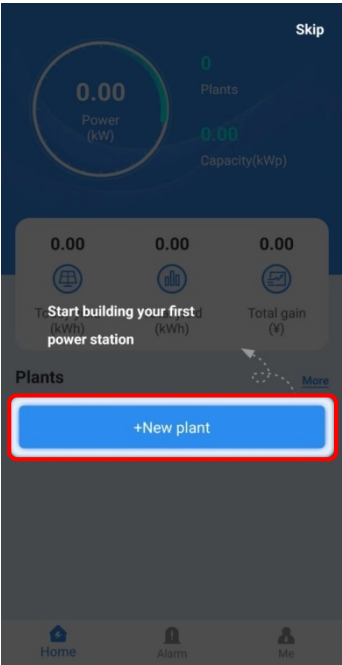 Skip
0
0.00
Plants
Power
(kW)
0.00
Capacity(kWp)
0.00
0.00
0.00
Start building your first
power station
(kWh)
(kWh)
Total gain
(¥)
Plants
More
+New plant
Home
Alarm
Me